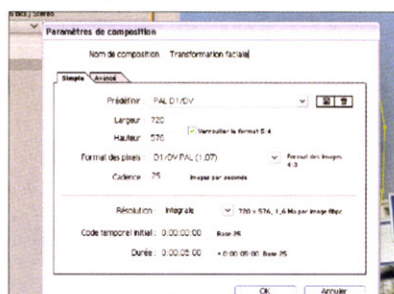 Stéréo
Paramètres de composition
Nom de composition : Transformation faciale
Simple Avancé
Prédéfinir : PAL D1/DV
Largeur : 720
Hauteur : 576
Verrouiller le format 5:4
Format des pixels : D1/DV PAL (1,07)
Format des images
4:3
Cadence : 25 Images par seconde
Résolution : Intégrale 720 x 576, 1,6 Mo par image 8bpc
Code temporel initial : 0:00:00:00 Base 25
Durée : 0:00:05:00 = 0:00:05:00 Base 25
OK Annuler